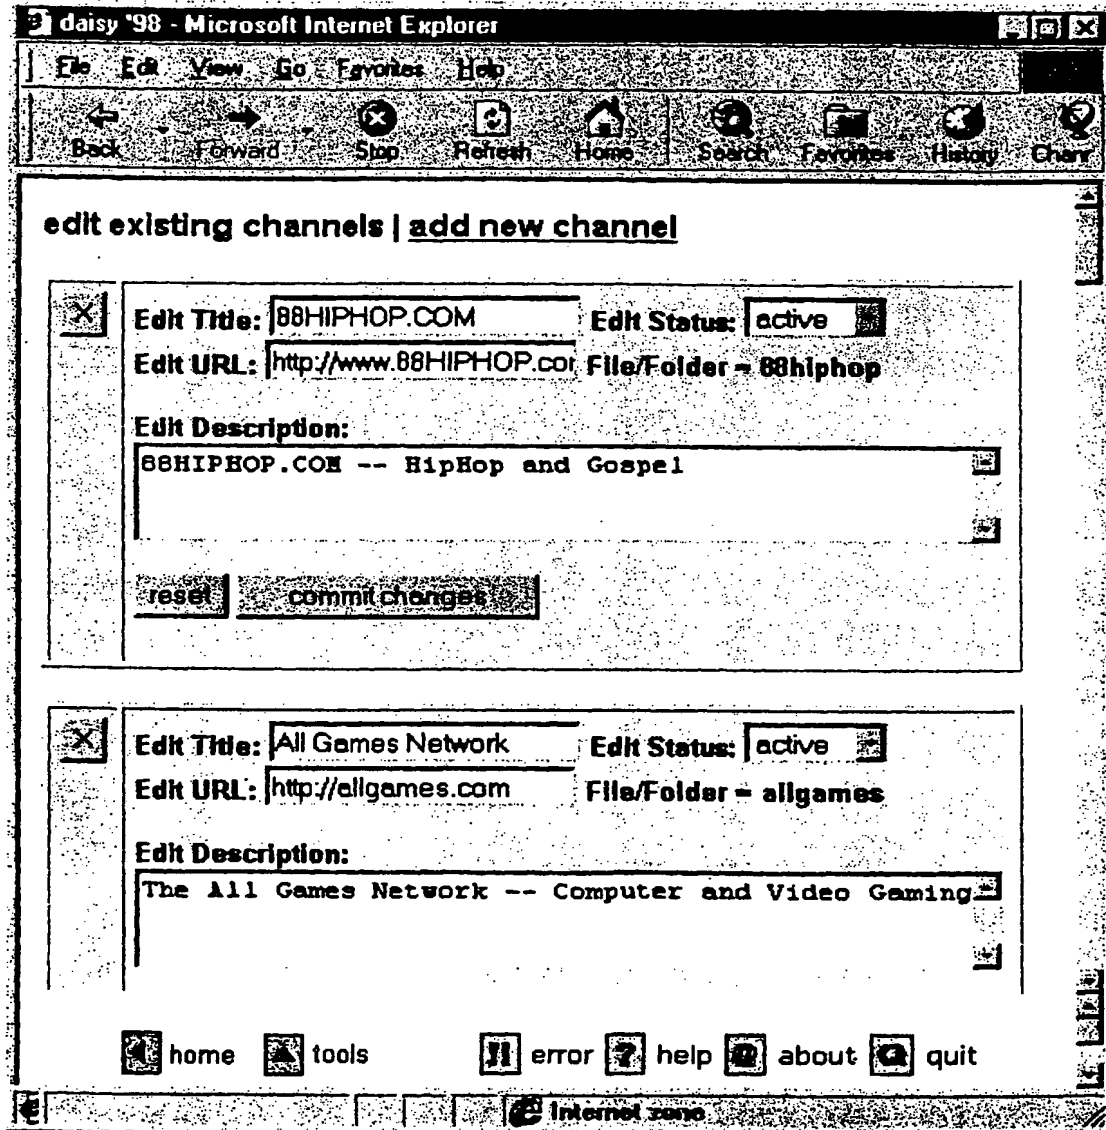 daisy '98 - Microsoft Internet Explorer
File Edit View Go Favorites Help
Back Forward Stop Refresh Home Search Favorites History Chann
edit existing channels | add new channel
X Edit Title: 88HIPHOP.COM Edit Status: active
Edit URL: http://www.88HIPHOP.cor File/Folder = 88hiphop
Edit Description:
88HIPHOP.COM -- HipHop and Gospel
reset commit changes
X Edit Title: All Games Network Edit Status: active
Edit URL: http://allgames.com File/Folder = allgames
Edit Description:
The All Games Network -- Computer and Video Gaming
home tools !! error ? help about quit
Internet zone